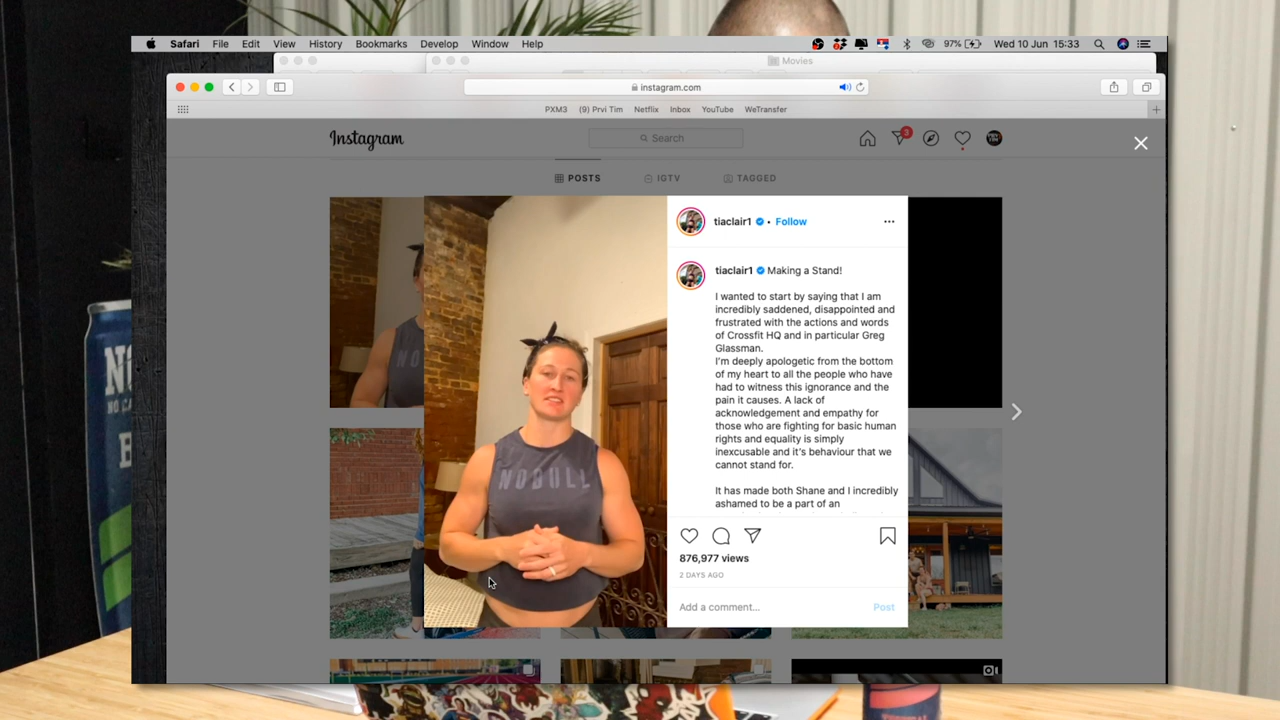 Safari File Edit View History Bookmarks Develop Window Help 97% Wed 10 Jun 15:33
Movies
instagram.com
PXM3 (9) Prvi Tim Netflix Inbox YouTube WeTransfer
Instagram
Search
3
POSTS IGTV TAGGED
tiaclair1 • Follow
tiaclair1 Making a Stand!
I wanted to start by saying that I am
incredibly saddened, disappointed and
frustrated with the actions and words
of Crossfit HQ and in particular Greg
Glassman.
I'm deeply apologetic from the bottom
of my heart to all the people who have
had to witness this ignorance and the
pain it causes. A lack of
acknowledgement and empathy for
those who are fighting for basic human
rights and equality is simply
inexcusable and it's behaviour that we
cannot stand for.
It has made both Shane and I incredibly
ashamed to be a part of an
876,977 views
2 DAYS AGO
Add a comment... Post
NOBULL
NO